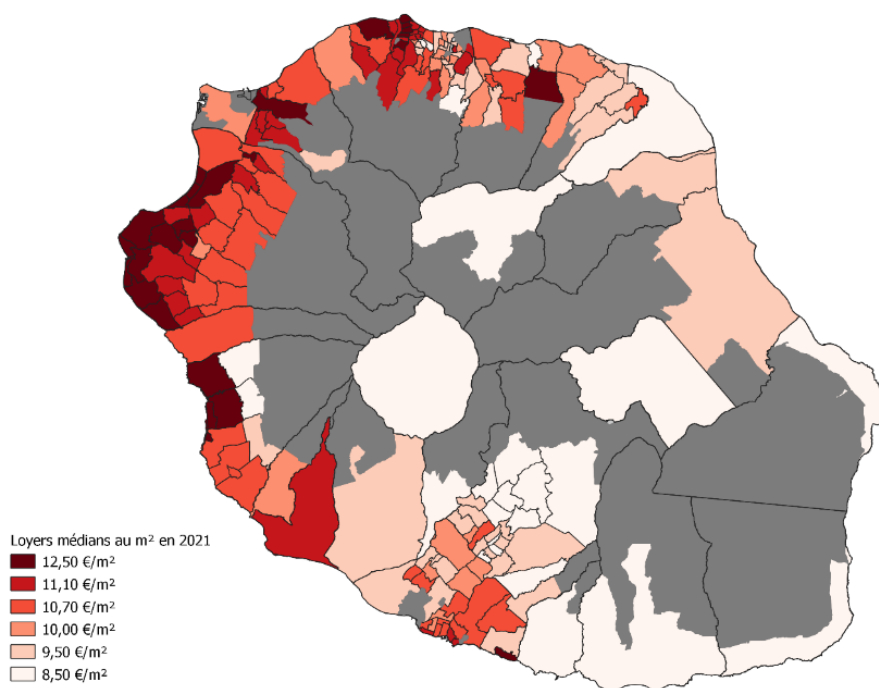 Loyers médians au m² en 2021
12,50 €/m²
11,10 €/m²
10,70 €/m²
10,00 €/m²
9,50 €/m²
8,50 €/m²